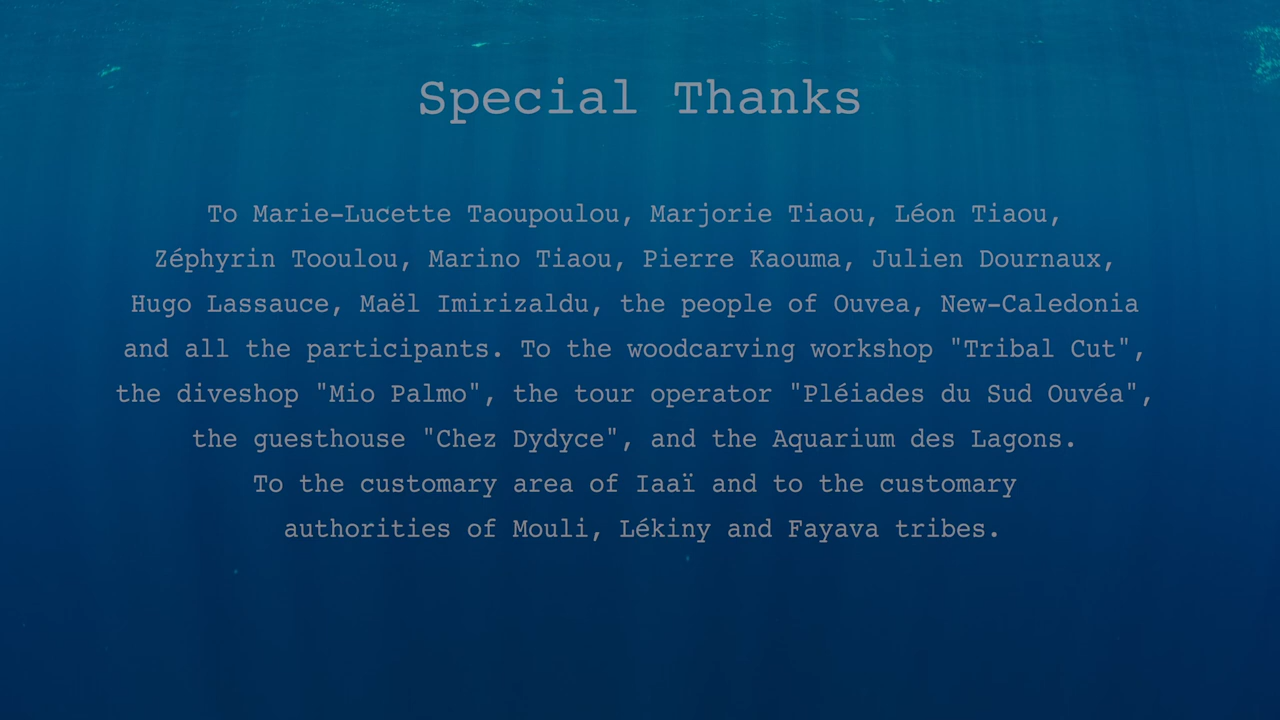 Special Thanks
To Marie-Lucette Taoupoulou, Marjorie Tiaou, Léon Tiaou,
Zéphyrin Tooulou, Marino Tiaou, Pierre Kaouma, Julien Dournaux,
Hugo Lassauce, Maël Imirizaldu, the people of Ouvea, New-Caledonia
and all the participants. To the woodcarving workshop "Tribal Cut",
the diveshop "Mio Palmo", the tour operator "Pléiades du Sud Ouvéa",
the guesthouse "Chez Dydyce", and the Aquarium des Lagons.
To the customary area of Iaaï and to the customary
authorities of Mouli, Lékiny and Fayava tribes.